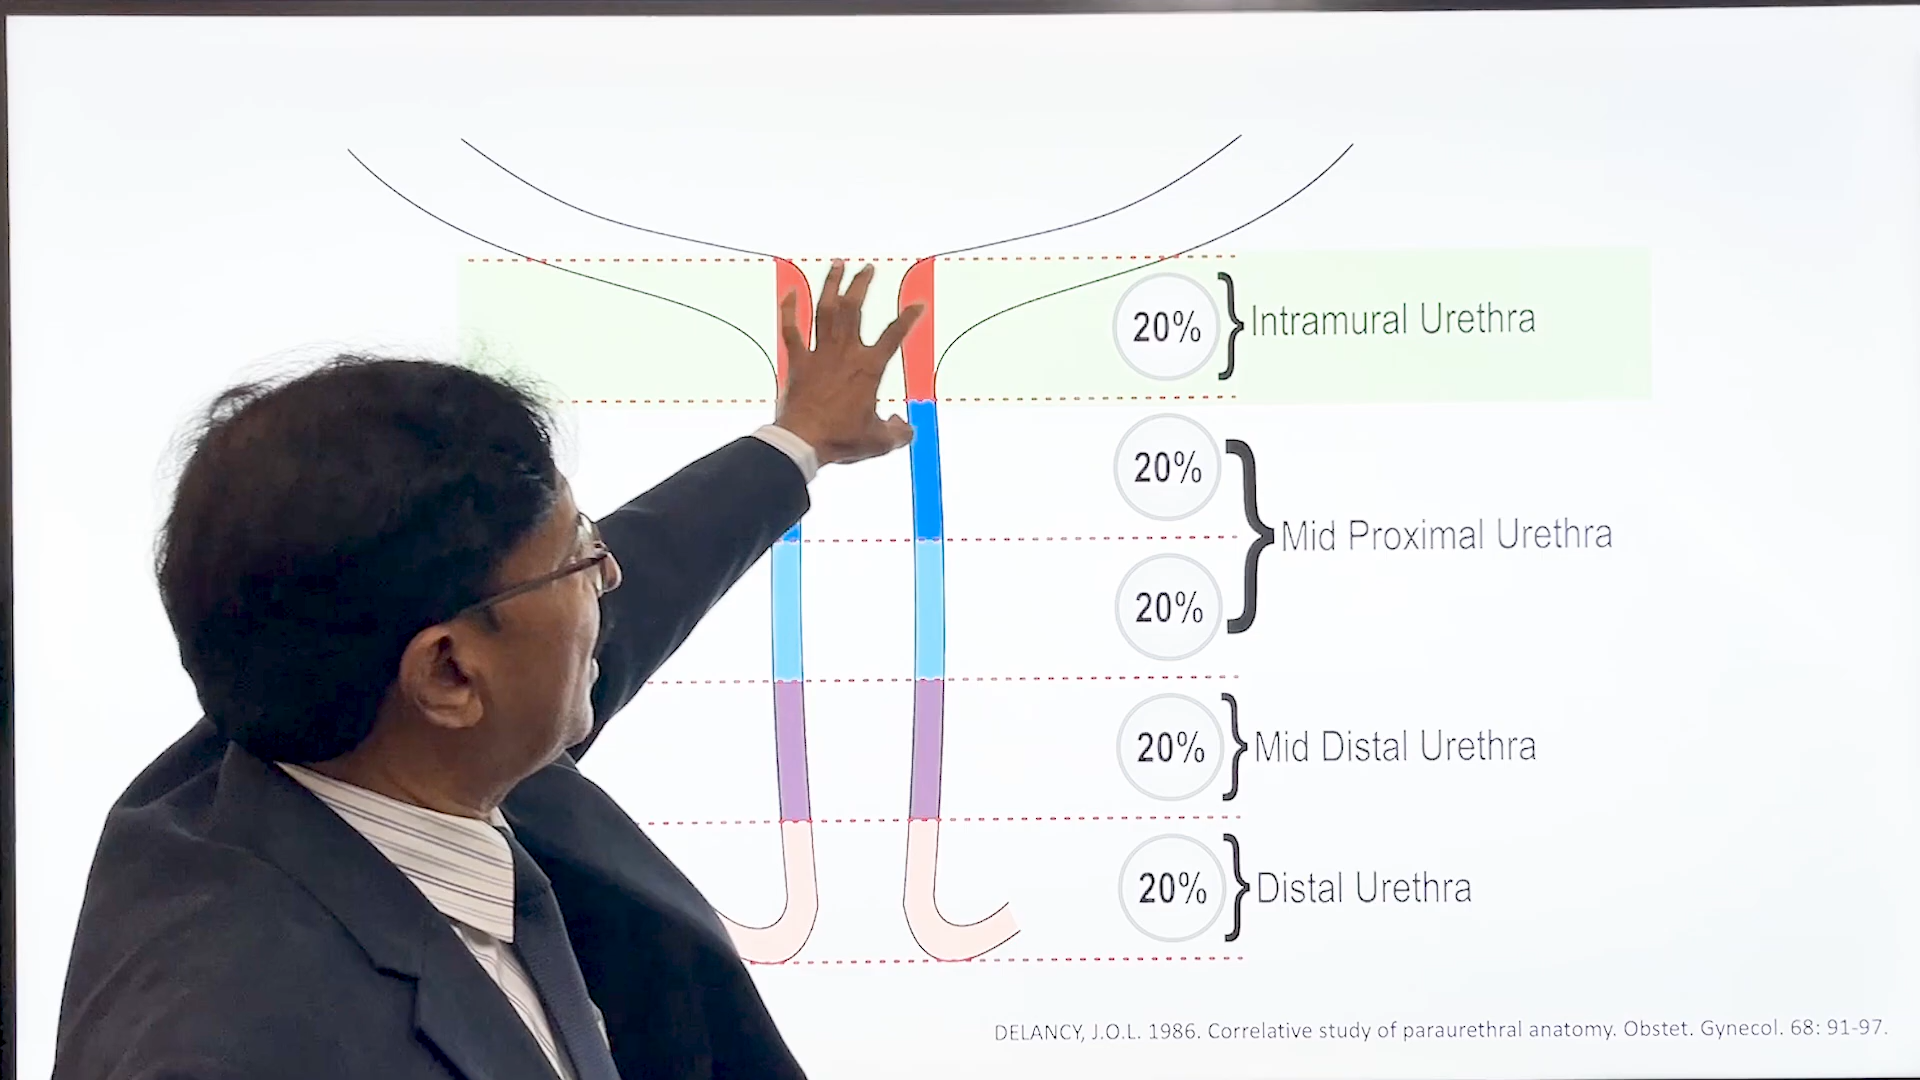 20% Intramural Urethra
20%
Mid Proximal Urethra
20%
20% Mid Distal Urethra
20% Distal Urethra
DELANCY, J.O.L. 1986. Correlative study of paraurethral anatomy. Obstet. Gynecol. 68: 91-97.